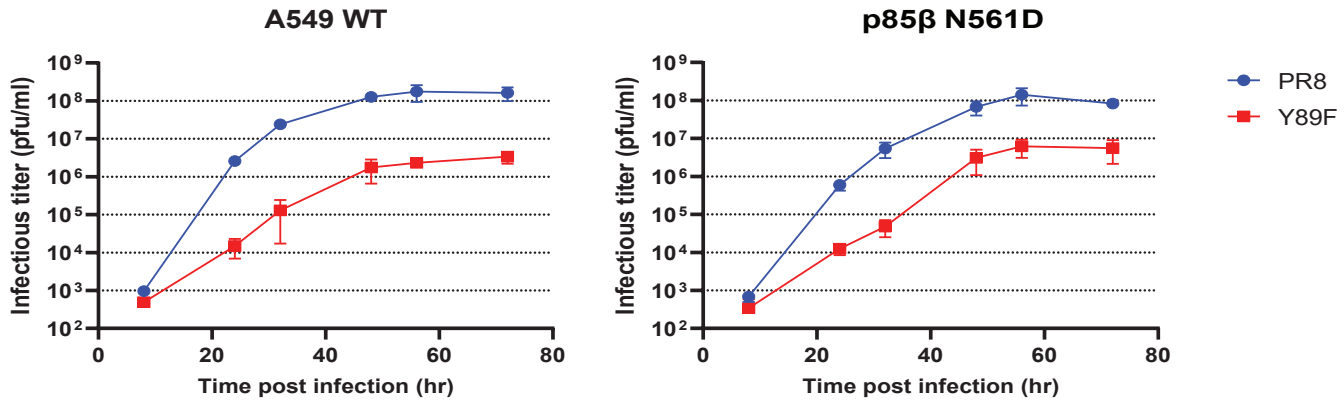 A549 WT
Infectious titer (pfu/ml)
10⁹
10⁸
10⁷
10⁶
10⁵
10⁴
10³
10²
0 20 40 60 80
Time post infection (hr)
p85β N561D
Infectious titer (pfu/ml)
10⁹
10⁸
10⁷
10⁶
10⁵
10⁴
10³
10²
0 20 40 60 80
Time post infection (hr)
PR8
Y89F